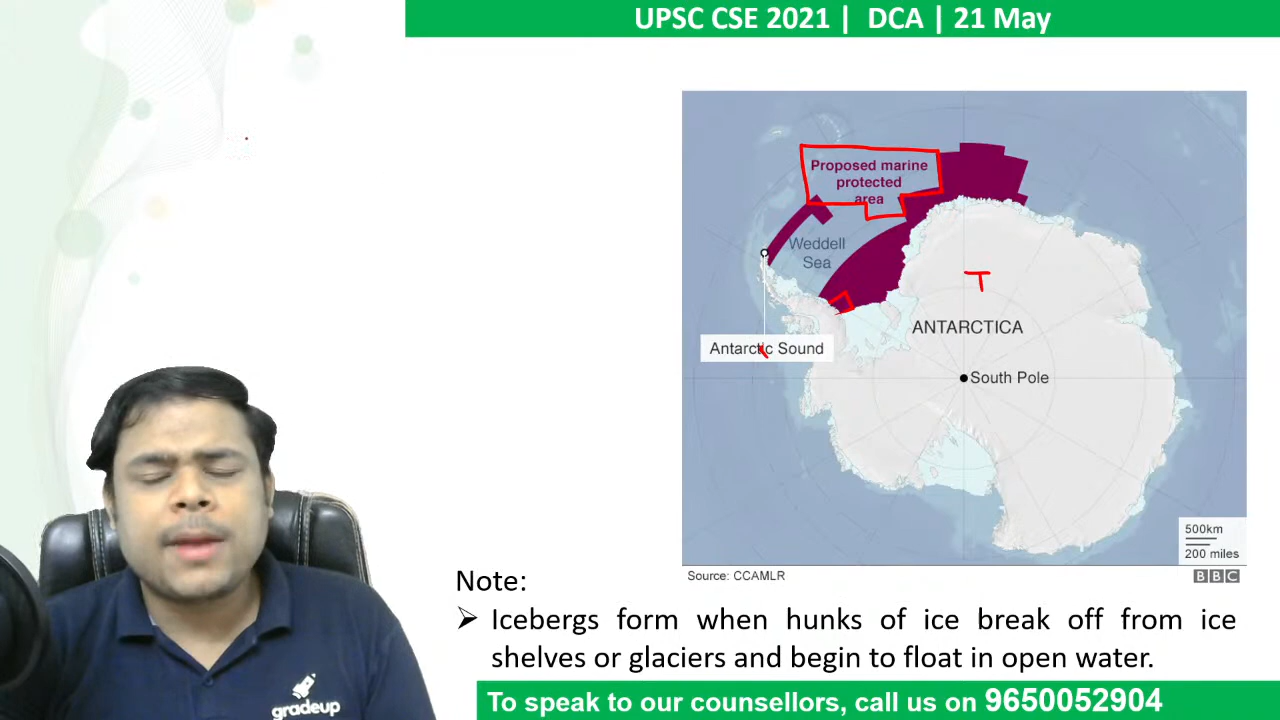 UPSC CSE 2021 | DCA | 21 May
Proposed marine
protected
area
Weddell
Sea
T
ANTARCTICA
Antarctic Sound
South Pole
500km
200 miles
Source: CCAMLR
BBC
Note:
➢ Icebergs form when hunks of ice break off from ice
shelves or glaciers and begin to float in open water.
gradeup
To speak to our counsellors, call us on 9650052904